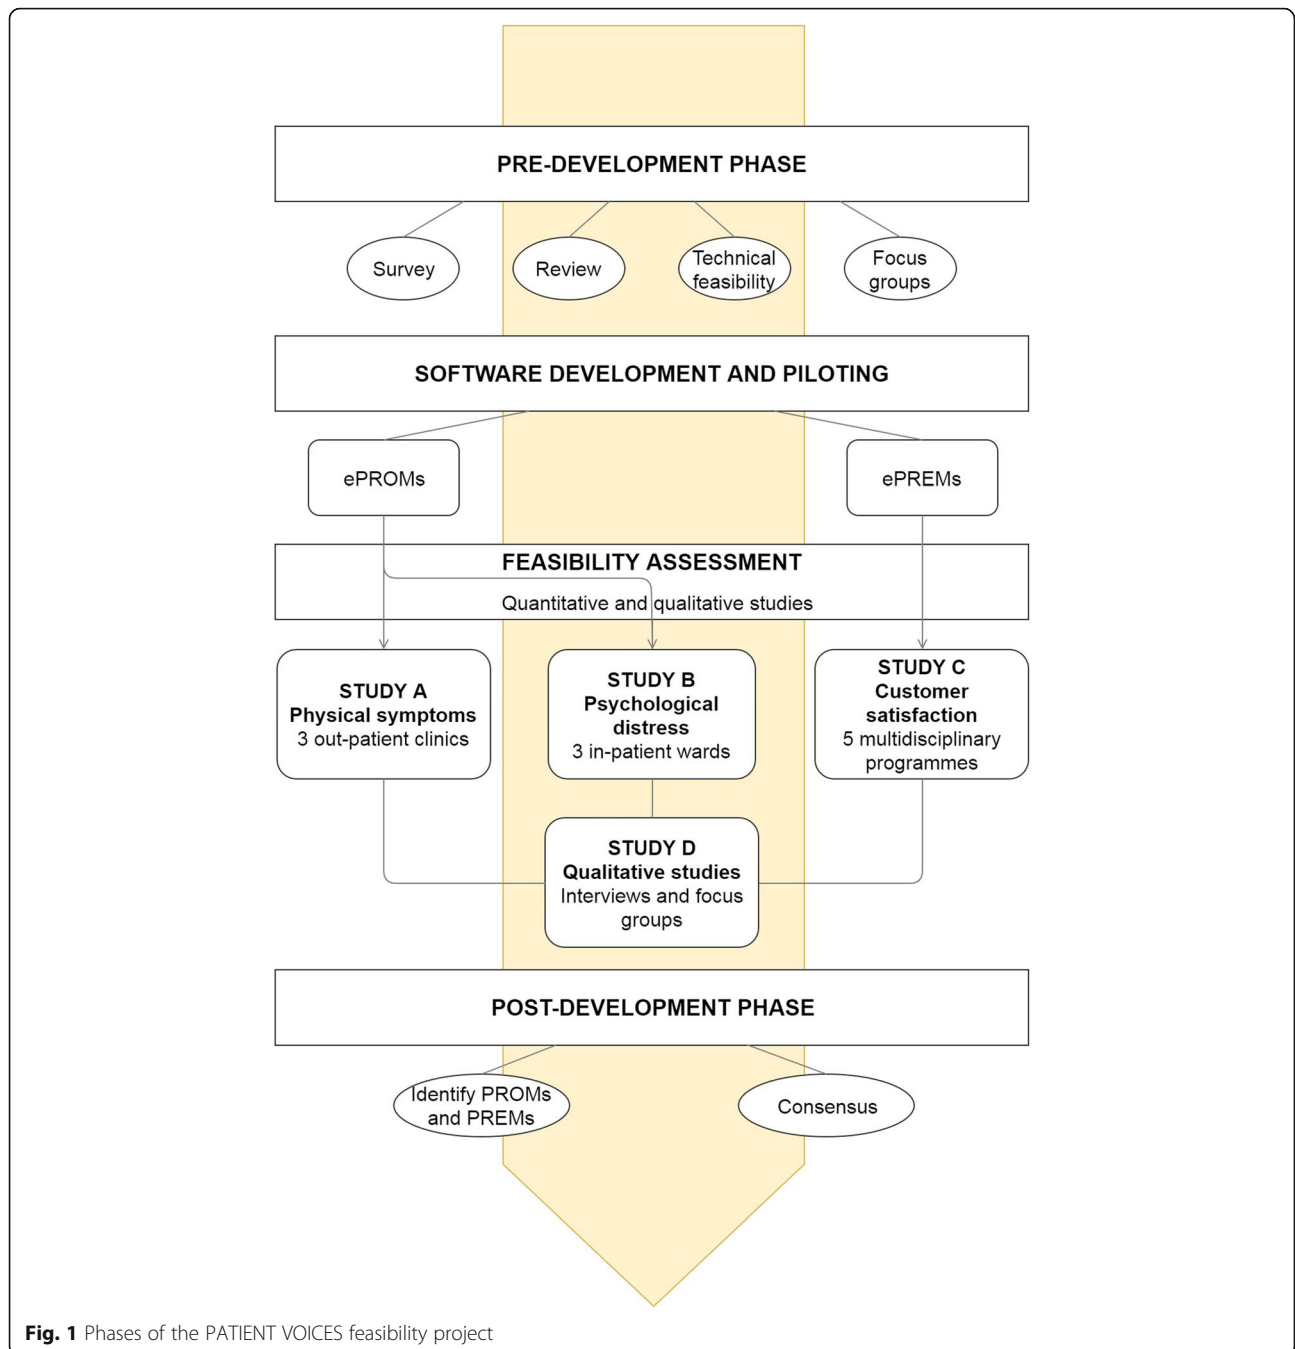 PRE-DEVELOPMENT PHASE
Survey
Review
Technical
feasibility
Focus
groups
SOFTWARE DEVELOPMENT AND PILOTING
ePROMs
ePREMs
FEASIBILITY ASSESSMENT
Quantitative and qualitative studies
STUDY A
Physical symptoms
3 out-patient clinics
STUDY B
Psychological
distress
3 in-patient wards
STUDY C
Customer
satisfaction
5 multidisciplinary
programmes
STUDY D
Qualitative studies
Interviews and focus
groups
POST-DEVELOPMENT PHASE
Identify PROMs
and PREMs
Consensus
Fig. 1 Phases of the PATIENT VOICES feasibility project